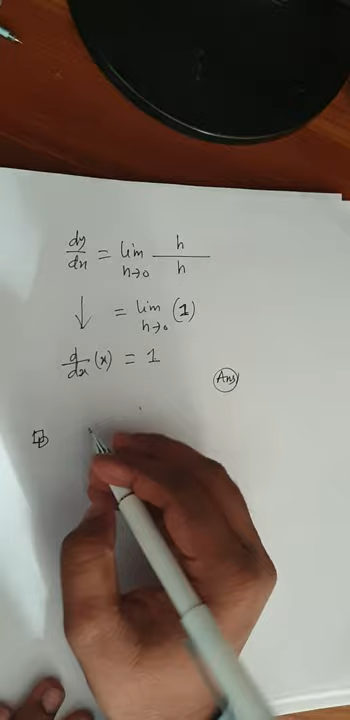 dy/dx = lim h→0 h/h
↓ = lim h→0 (1)
d/dx (x) = 1
Ans